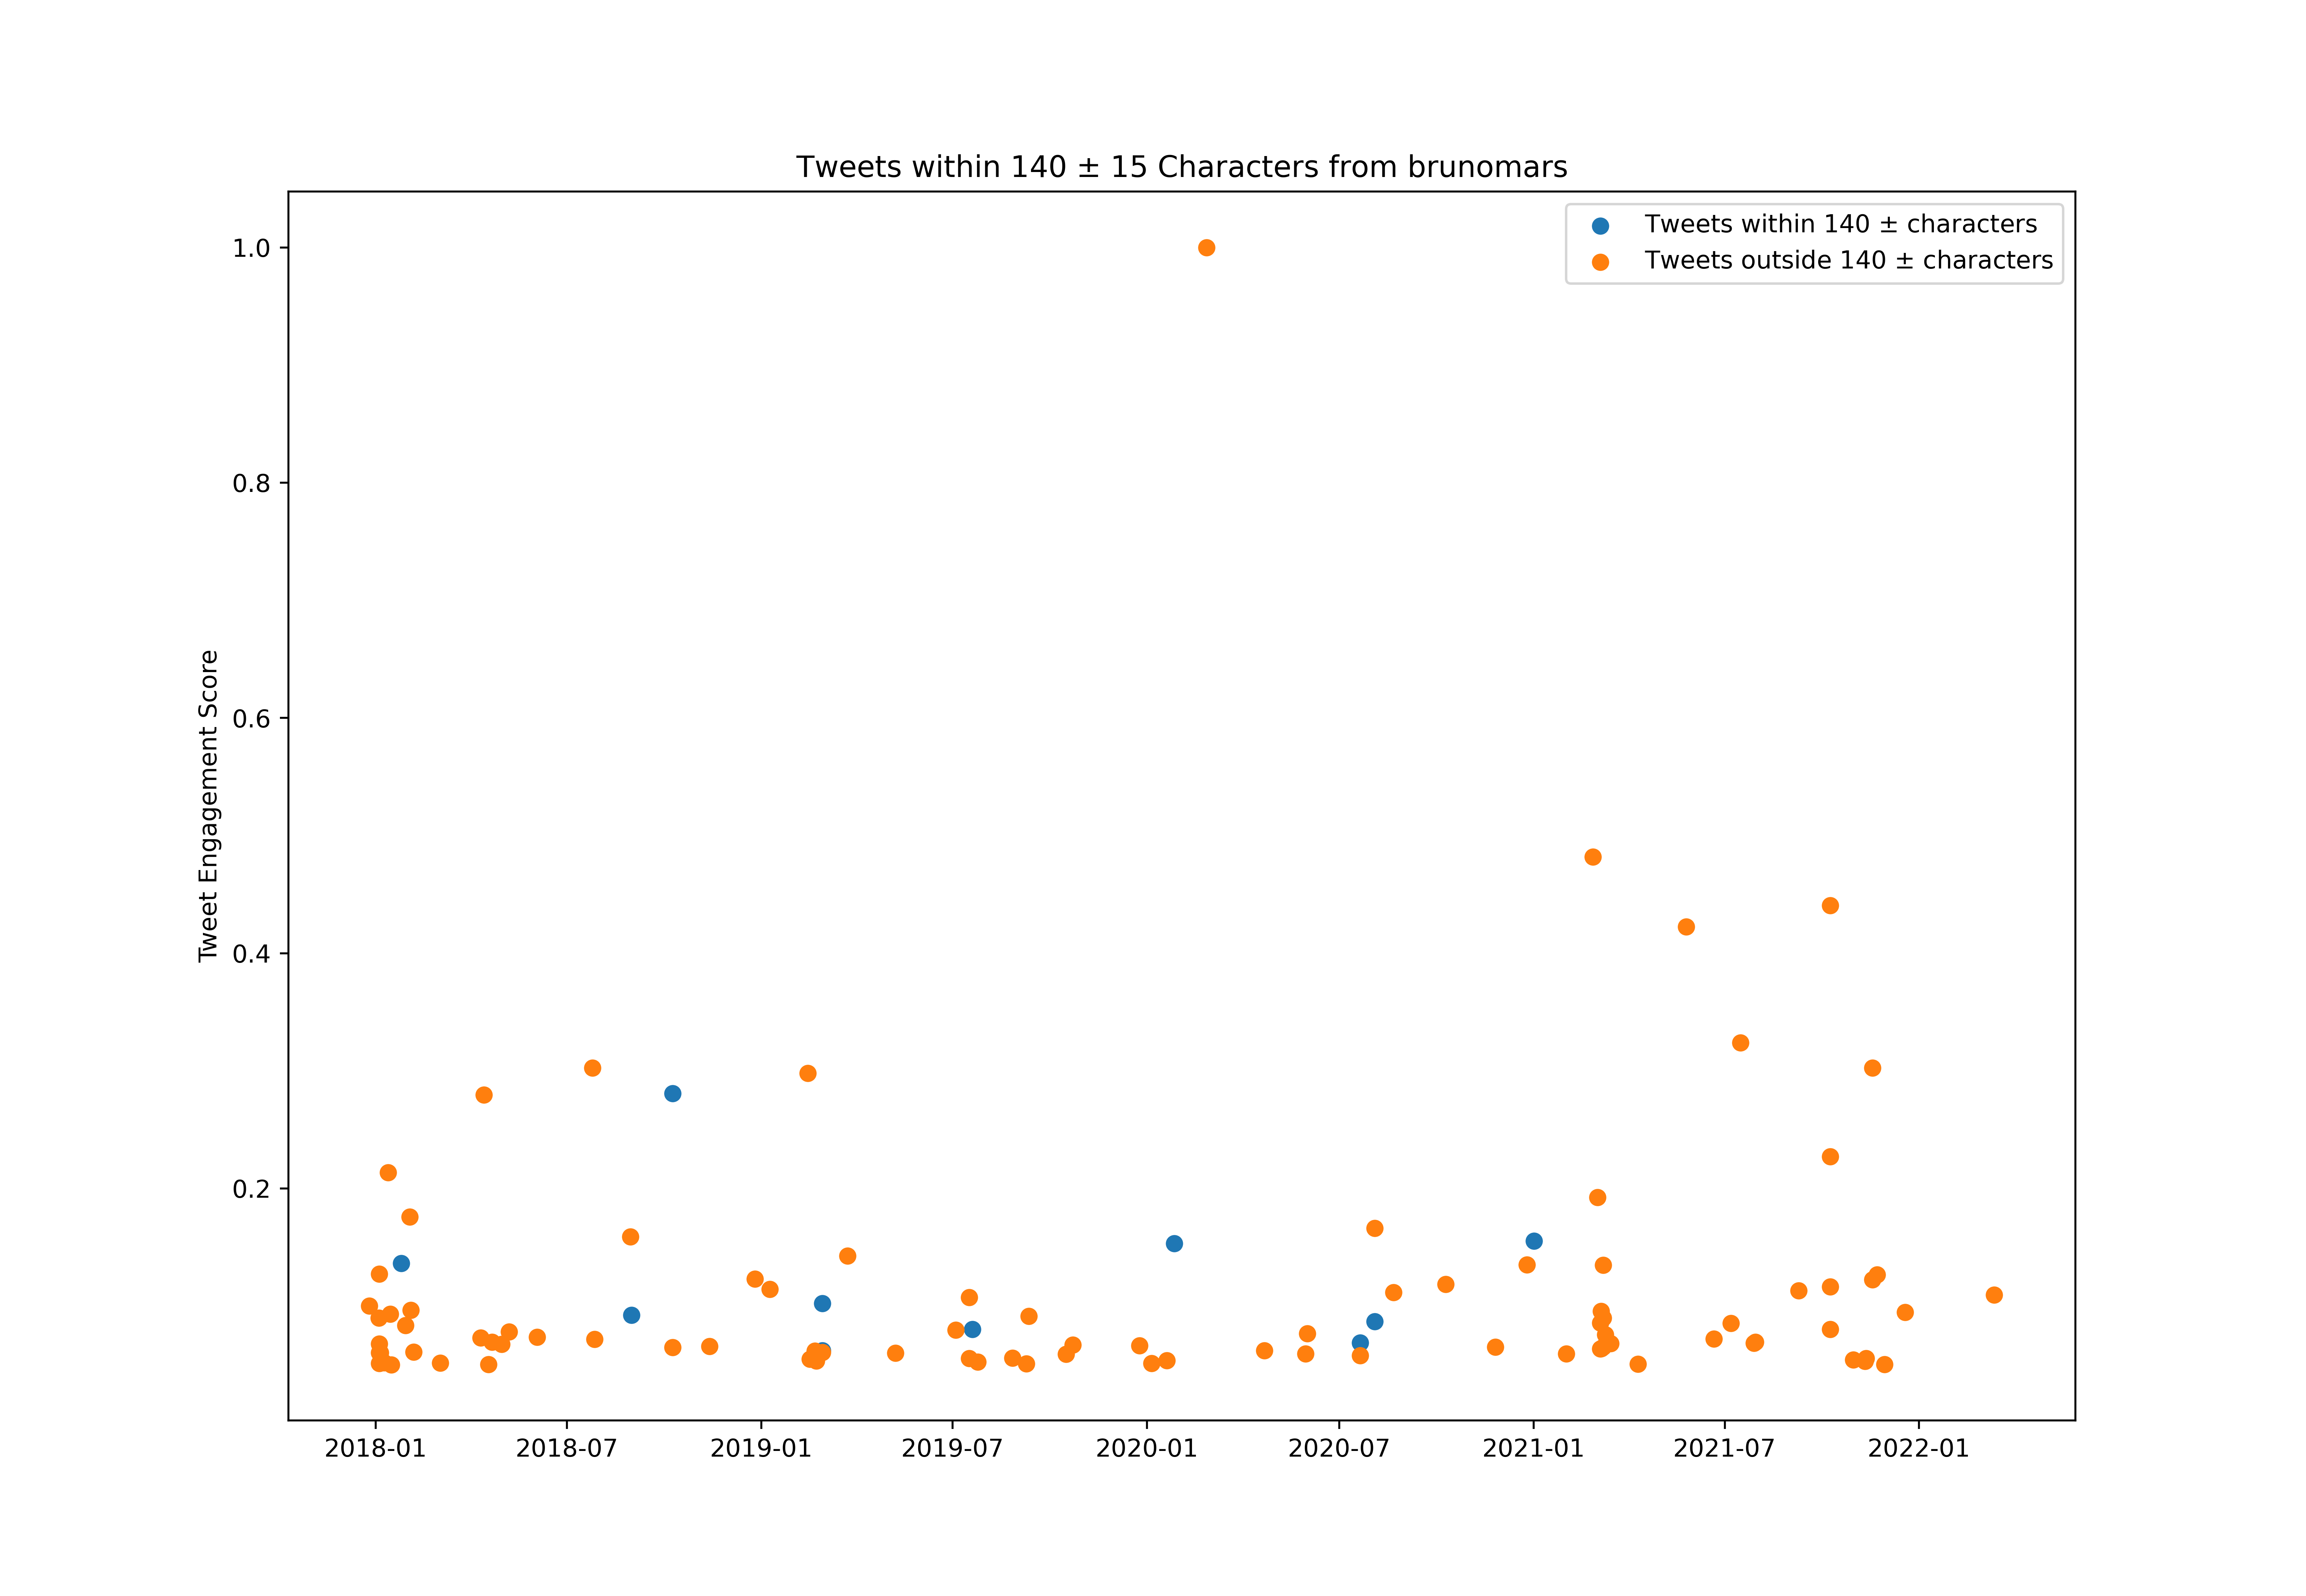 Tweets within 140 ± 15 Characters from brunomars
Tweets within 140 ± characters
Tweets outside 140 ± characters
Tweet Engagement Score
1.0
0.8
0.6
0.4
0.2
2018-01 2018-07 2019-01 2019-07 2020-01 2020-07 2021-01 2021-07 2022-01